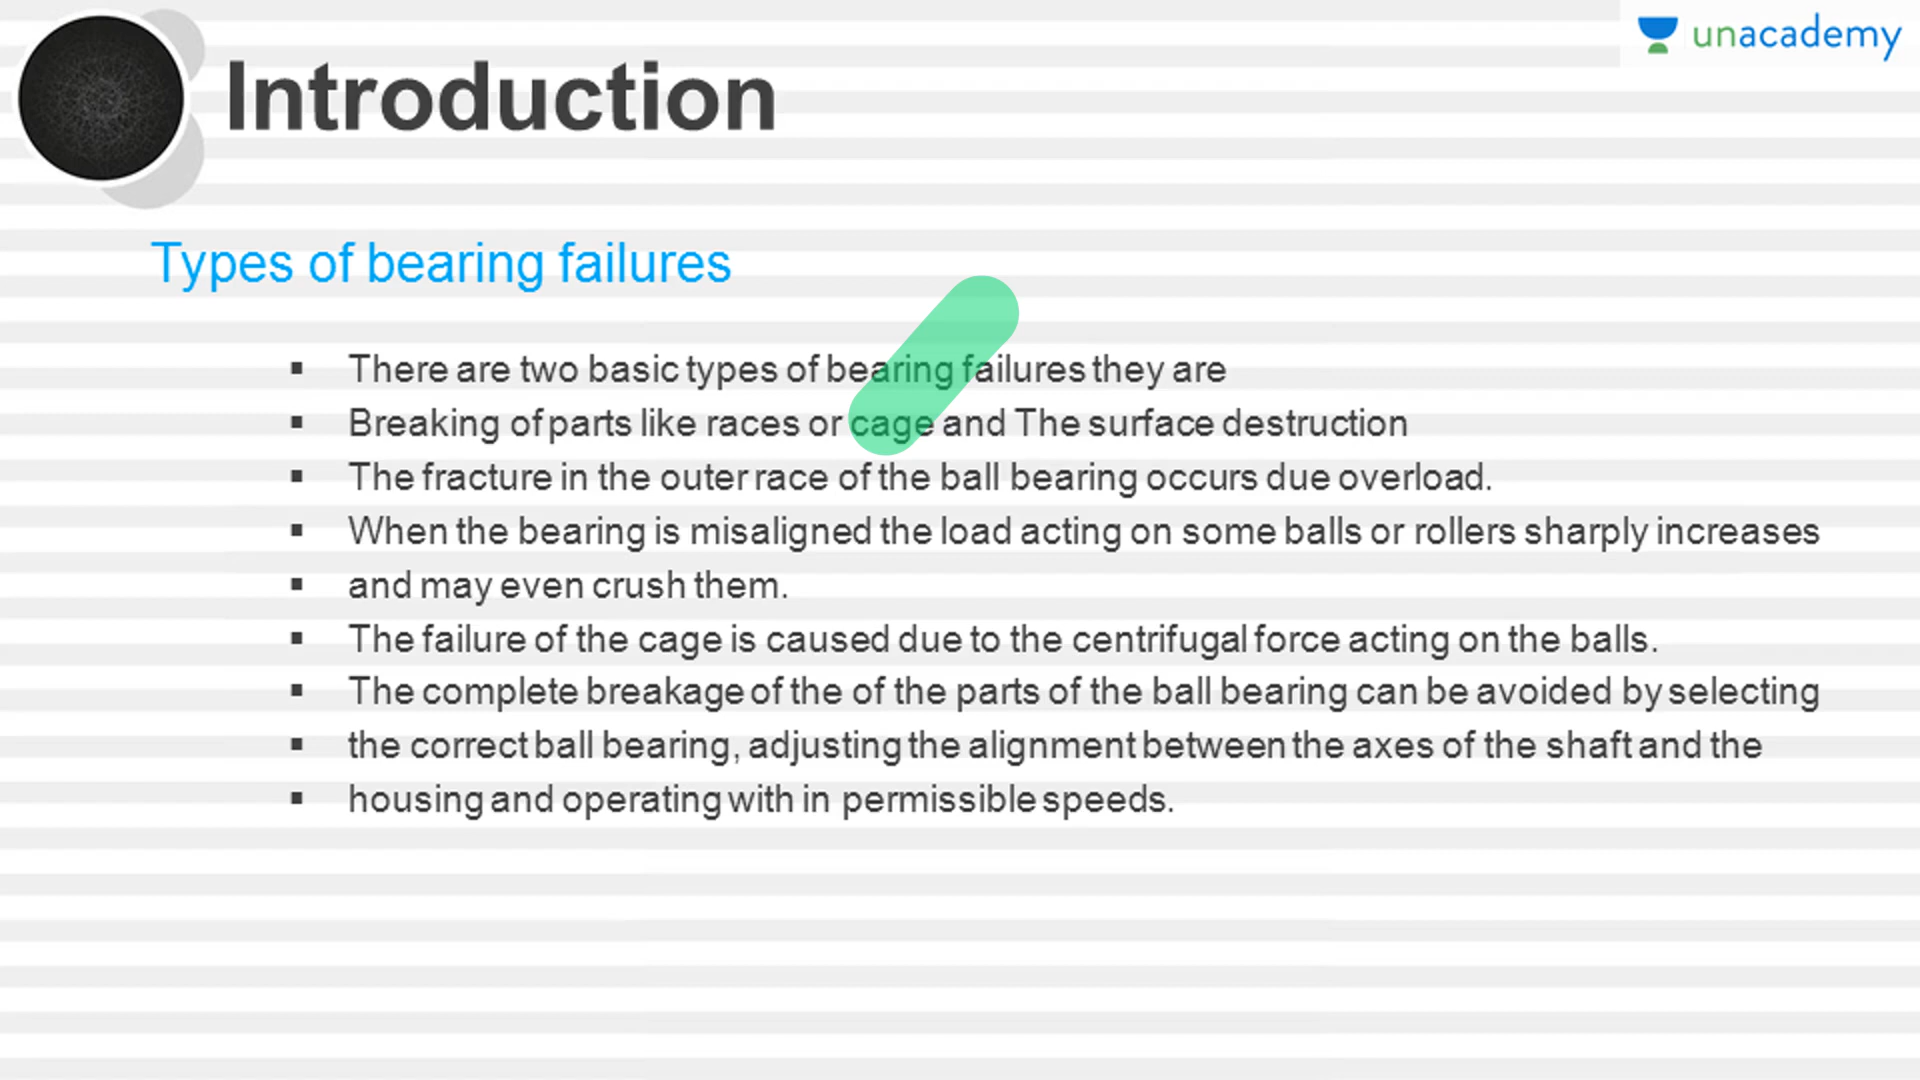 unacademy
Introduction
Types of bearing failures
▪ There are two basic types of bearing failures they are
▪ Breaking of parts like races or cage and The surface destruction
▪ The fracture in the outer race of the ball bearing occurs due overload.
▪ When the bearing is misaligned the load acting on some balls or rollers sharply increases
▪ and may even crush them.
▪ The failure of the cage is caused due to the centrifugal force acting on the balls.
▪ The complete breakage of the of the parts of the ball bearing can be avoided by selecting
▪ the correct ball bearing, adjusting the alignment between the axes of the shaft and the
▪ housing and operating with in permissible speeds.